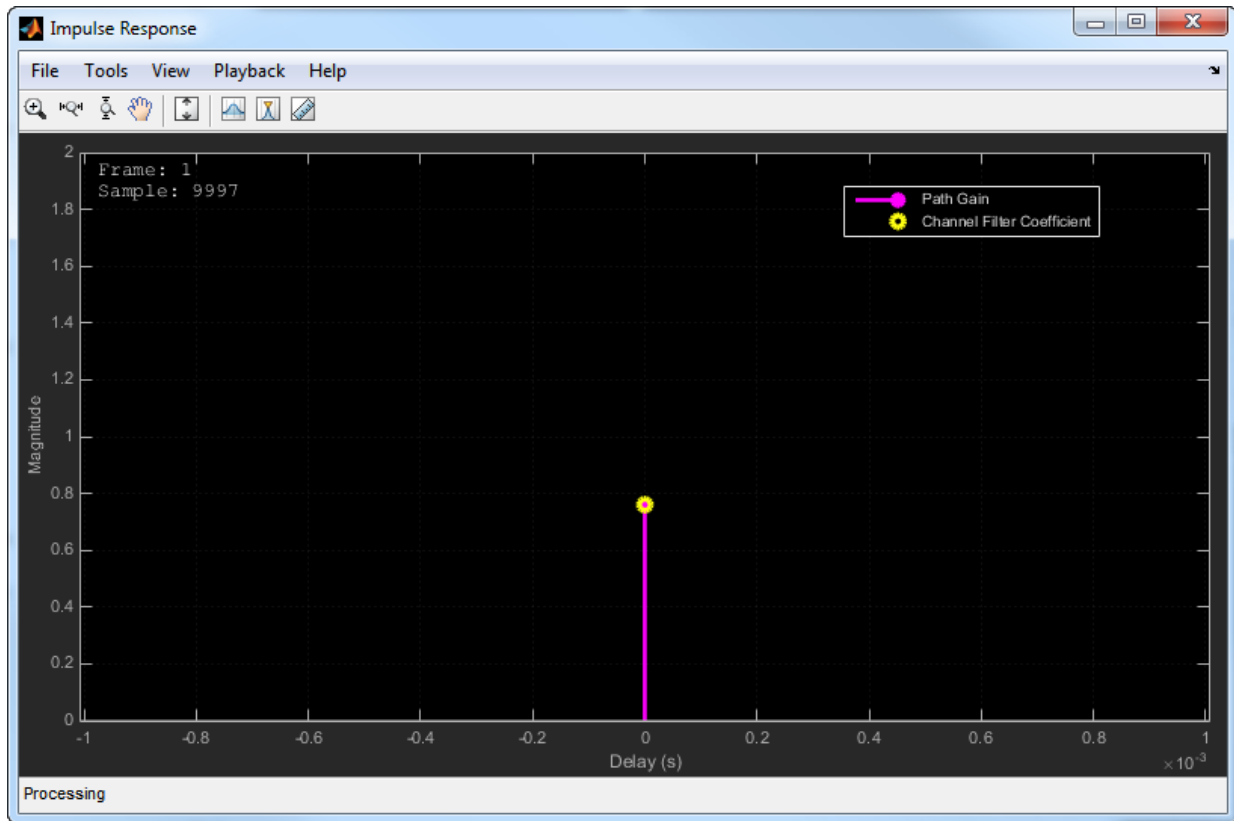 Impulse Response
File Tools View Playback Help
Frame: 1
Sample: 9997
Path Gain
Channel Filter Coefficient
2
1.8
1.6
1.4
1.2
1
0.8
0.6
0.4
0.2
0
Magnitude
-1 -0.8 -0.6 -0.4 -0.2 0 0.2 0.4 0.6 0.8 1
Delay (s)
×10⁻³
Processing